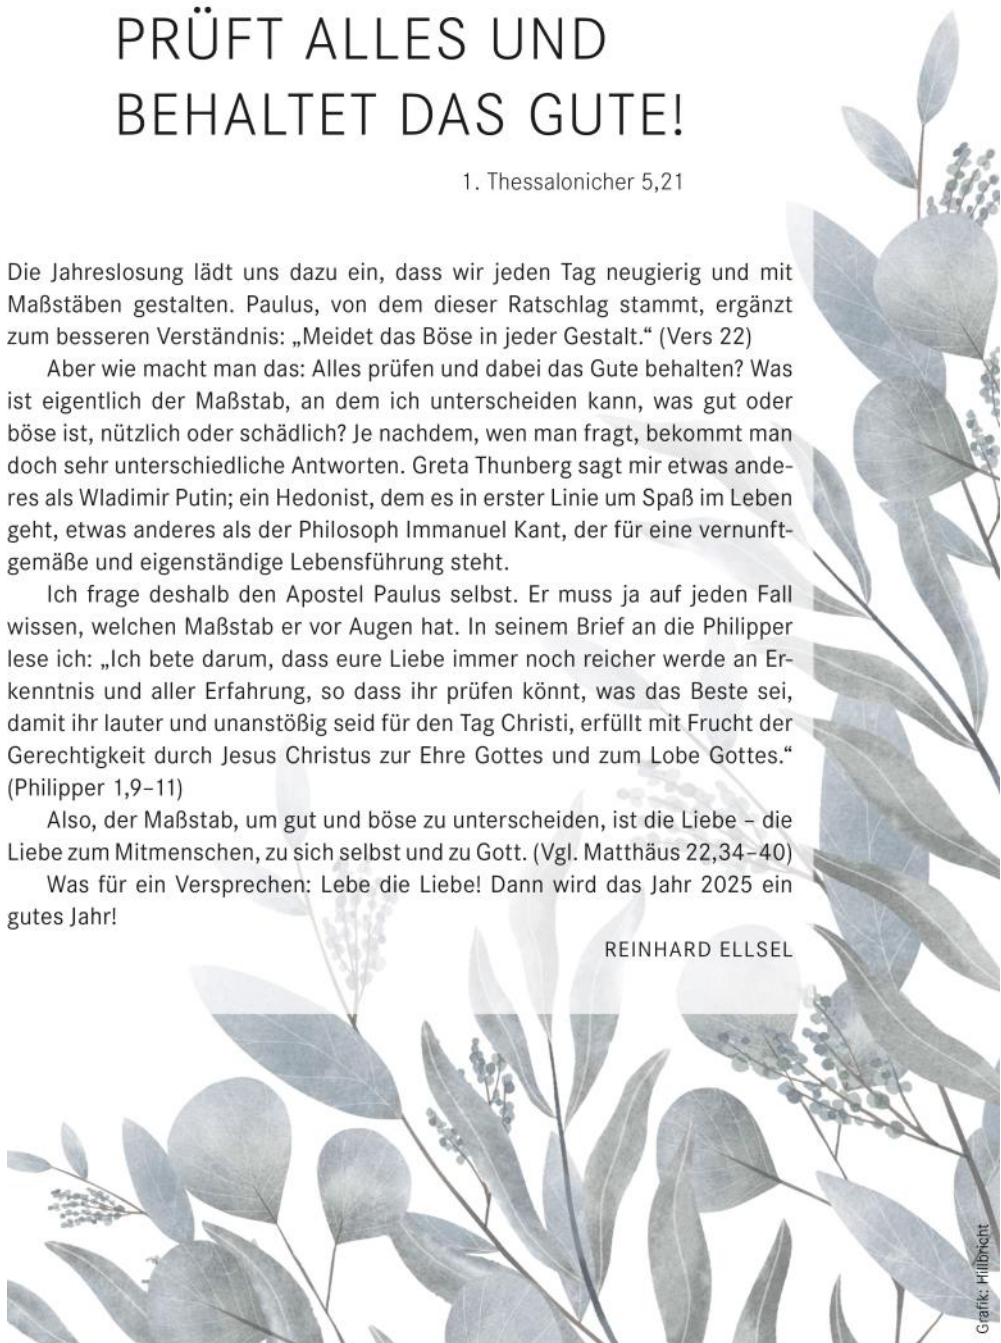 PRÜFT ALLES UND
BEHALTET DAS GUTE!
1. Thessalonicher 5,21
Die Jahreslosung lädt uns dazu ein, dass wir jeden Tag neugierig und mit
Maßstäben gestalten. Paulus, von dem dieser Ratschlag stammt, ergänzt
zum besseren Verständnis: „Meidet das Böse in jeder Gestalt.“ (Vers 22)
Aber wie macht man das: Alles prüfen und dabei das Gute behalten? Was
ist eigentlich der Maßstab, an dem ich unterscheiden kann, was gut oder
böse ist, nützlich oder schädlich? Je nachdem, wen man fragt, bekommt man
doch sehr unterschiedliche Antworten. Greta Thunberg sagt mir etwas ande-
res als Wladimir Putin; ein Hedonist, dem es in erster Linie um Spaß im Leben
geht, etwas anderes als der Philosoph Immanuel Kant, der für eine vernunft-
gemäße und eigenständige Lebensführung steht.
Ich frage deshalb den Apostel Paulus selbst. Er muss ja auf jeden Fall
wissen, welchen Maßstab er vor Augen hat. In seinem Brief an die Philipper
lese ich: „Ich bete darum, dass eure Liebe immer noch reicher werde an Er-
kenntnis und aller Erfahrung, so dass ihr prüfen könnt, was das Beste sei,
damit ihr lauter und unanstößig seid für den Tag Christi, erfüllt mit Frucht der
Gerechtigkeit durch Jesus Christus zur Ehre Gottes und zum Lobe Gottes.“
(Philipper 1,9–11)
Also, der Maßstab, um gut und böse zu unterscheiden, ist die Liebe – die
Liebe zum Mitmenschen, zu sich selbst und zu Gott. (Vgl. Matthäus 22,34–40)
Was für ein Versprechen: Lebe die Liebe! Dann wird das Jahr 2025 ein
gutes Jahr!
REINHARD ELLSEL
Grafik: Hillbricht